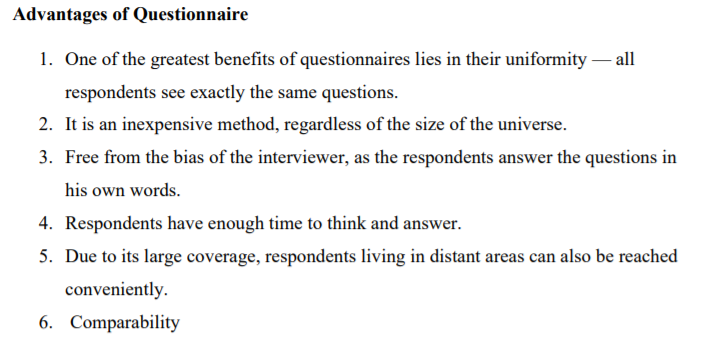 Advantages of Questionnaire
1. One of the greatest benefits of questionnaires lies in their uniformity — all
respondents see exactly the same questions.
2. It is an inexpensive method, regardless of the size of the universe.
3. Free from the bias of the interviewer, as the respondents answer the questions in
his own words.
4. Respondents have enough time to think and answer.
5. Due to its large coverage, respondents living in distant areas can also be reached
conveniently.
6. Comparability